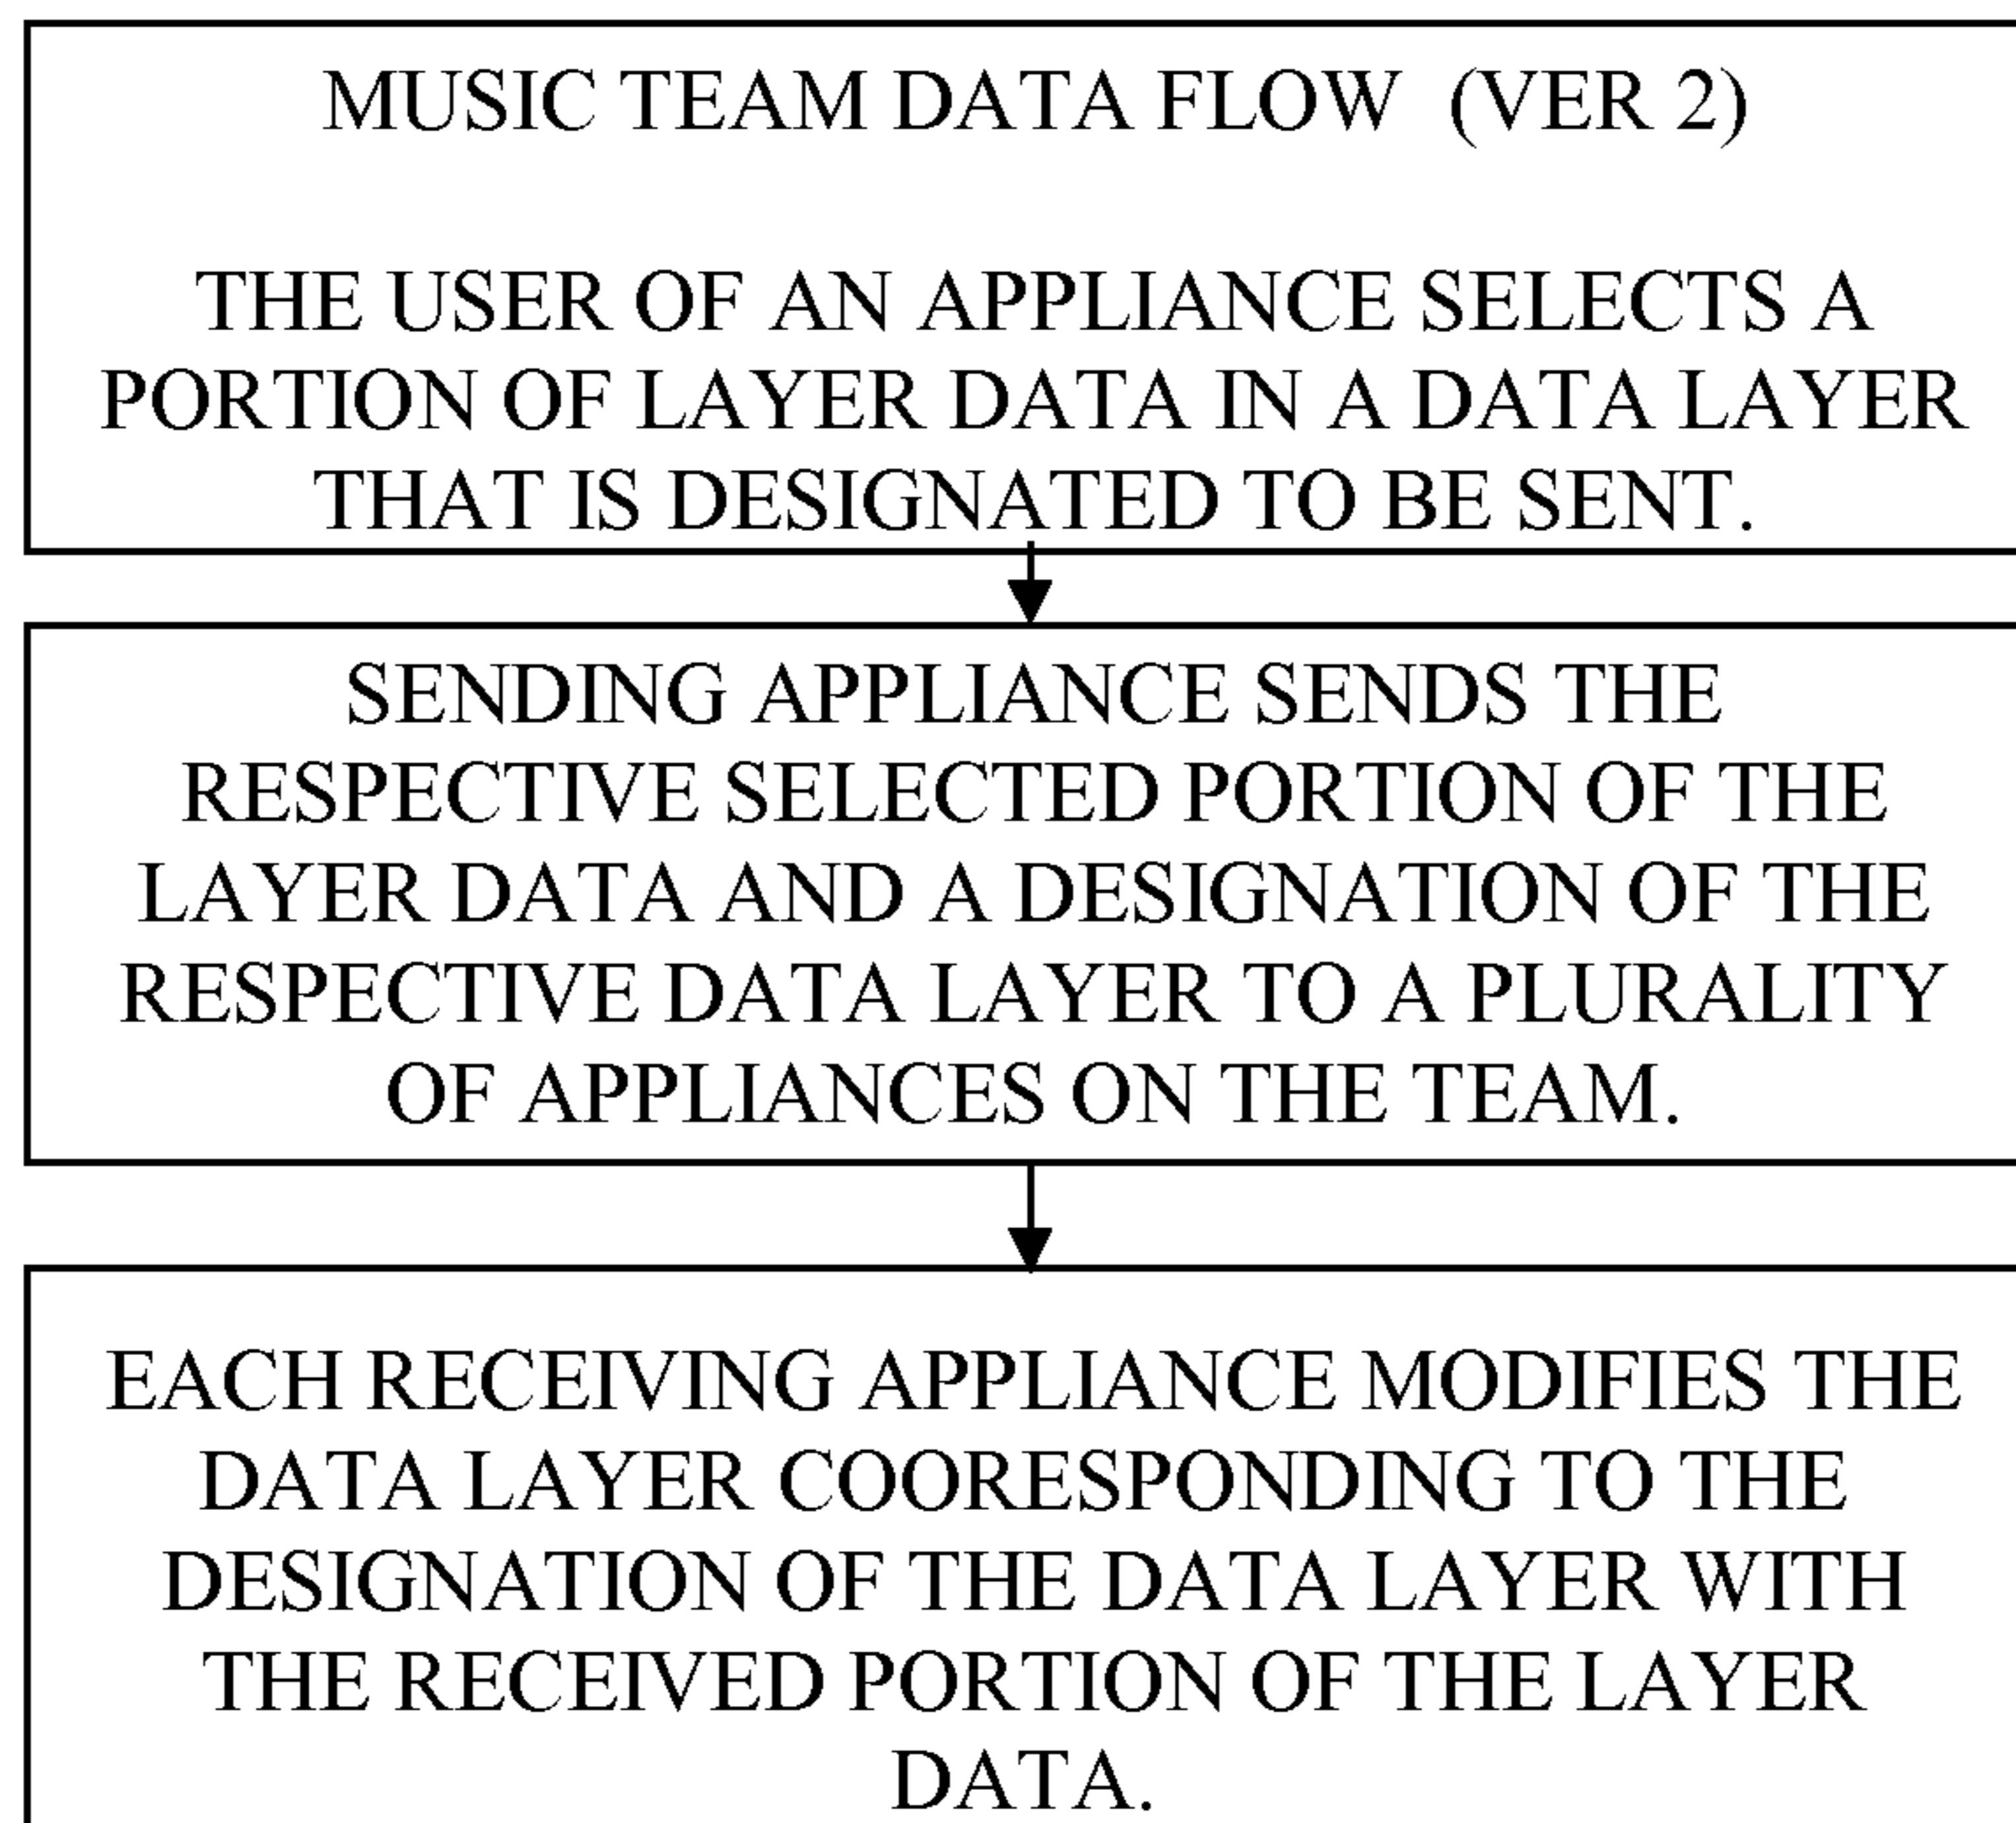 MUSIC TEAM DATA FLOW (VER 2)
THE USER OF AN APPLIANCE SELECTS A
PORTION OF LAYER DATA IN A DATA LAYER
THAT IS DESIGNATED TO BE SENT.
SENDING APPLIANCE SENDS THE
RESPECTIVE SELECTED PORTION OF THE
LAYER DATA AND A DESIGNATION OF THE
RESPECTIVE DATA LAYER TO A PLURALITY
OF APPLIANCES ON THE TEAM.
EACH RECEIVING APPLIANCE MODIFIES THE
DATA LAYER COORESPONDING TO THE
DESIGNATION OF THE DATA LAYER WITH
THE RECEIVED PORTION OF THE LAYER
DATA.